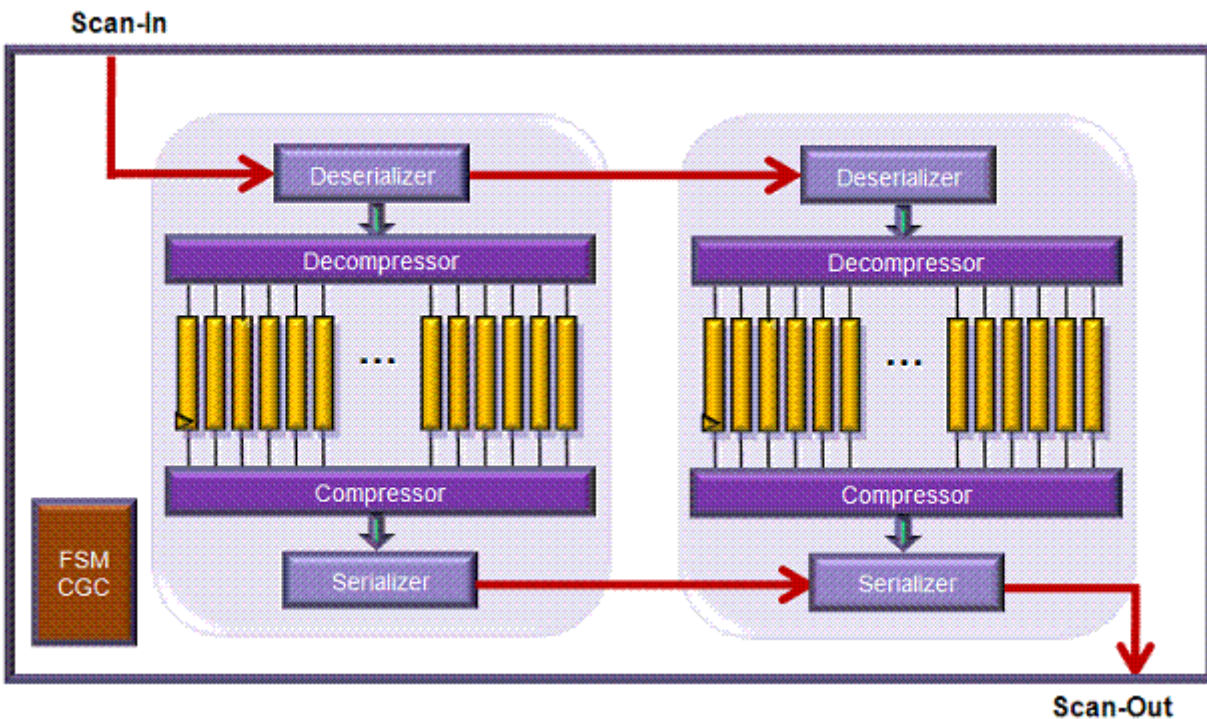 Scan-In
Deserializer
Deserializer
Decompressor
Decompressor
...
...
Compressor
Compressor
FSM
CGC
Serializer
Serializer
Scan-Out